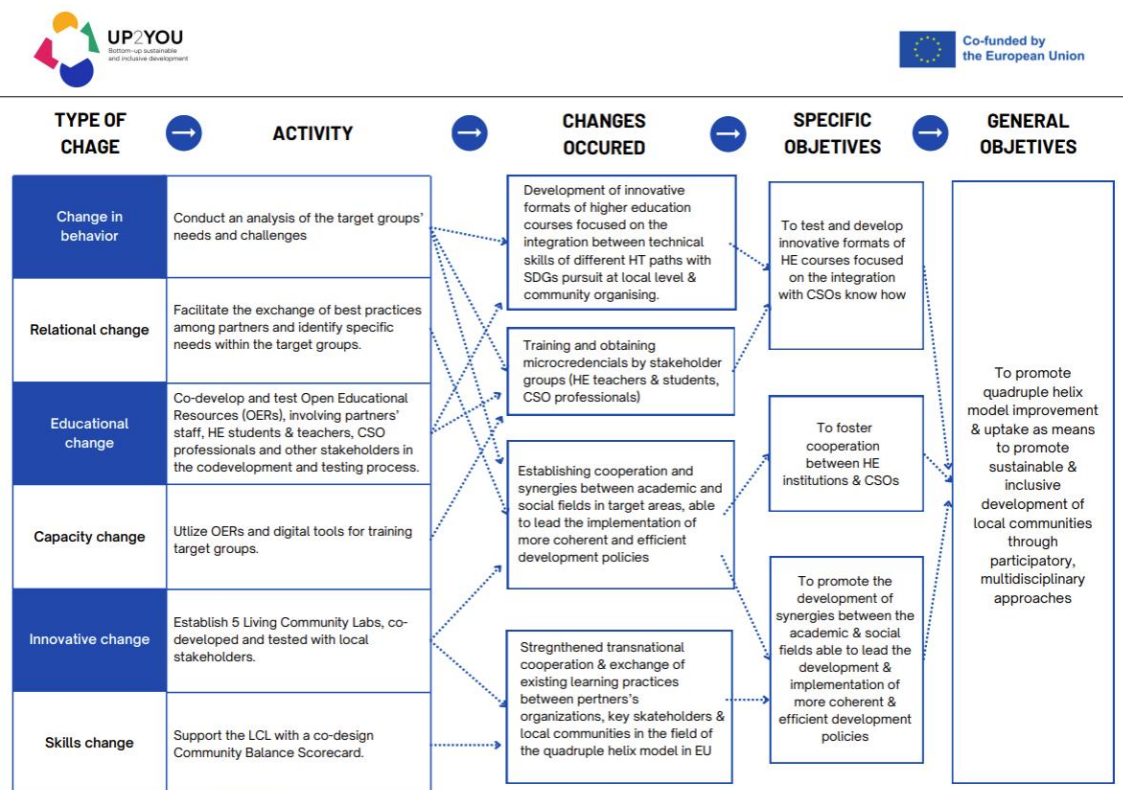 UP2YOU
Bottom-up sustainable
and inclusive development
Co-funded by
the European Union
TYPE OF
CHAGE
ACTIVITY
CHANGES
OCCURED
SPECIFIC
OBJETIVES
GENERAL
OBJETIVES
Change in
behavior
Conduct an analysis of the target groups'
needs and challenges
Relational change
Facilitate the exchange of best practices
among partners and identify specific
needs within the target groups.
Educational
change
Co-develop and test Open Educational
Resources (OERs), involving partners'
staff, HE students & teachers, CSO
professionals and other stakeholders in
the codevelopment and testing process.
Capacity change
Utlize OERs and digital tools for training
target groups.
Innovative change
Establish 5 Living Community Labs, co-
developed and tested with local
stakeholders.
Skills change
Support the LCL with a co-design
Community Balance Scorecard.
Development of innovative
formats of higher education
courses focused on the
integration between technical
skills of different HT paths with
SDGs pursuit at local level &
community organising.
Training and obtaining
microcredencials by stakeholder
groups (HE teachers & students,
CSO professionals)
Establishing cooperation and
synergies between academic and
social fields in target areas, able
to lead the implementation of
more coherent and efficient
development policies
Stregnthened transnational
cooperation & exchange of
existing learning practices
between pertners's
organizations, key skateholders &
local communities in the field of
the quadruple helix model in EU
To test and develop
innovative formats of
HE courses focused
on the integration
with CSOs know how
To foster
cooperation
between HE
institutions & CSOs
To promote the
development of
synergies between the
academic & social
fields able to lead the
development &
implementation of
more coherent &
efficient development
policies
To promote
quadruple helix
model improvement
& uptake as means
to promote
sustainable &
inclusive
development of
local communities
through
participatory,
multidisciplinary
approaches